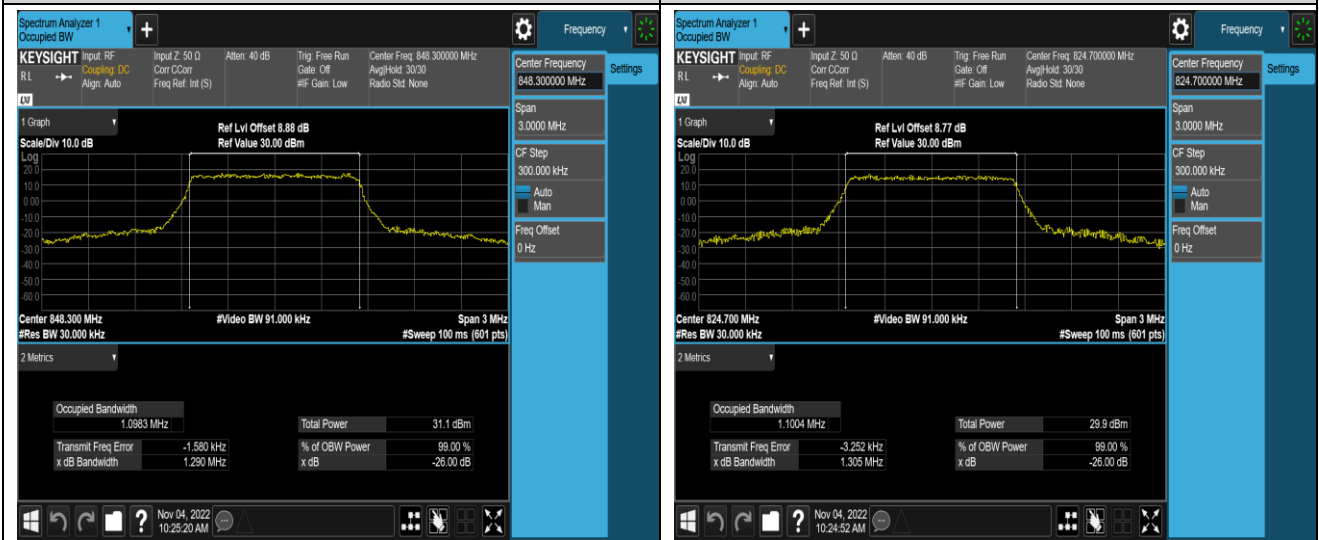 Spectrum Analyzer 1
Occupied BW
+
Frequency
KEYSIGHT
Input: RF
Input Z: 50 Ω
Atten: 40 dB
Trig: Free Run
Center Freq: 848.300000 MHz
R L
Coupling: DC
Corr CCorr
Gate: Off
Avg|Hold: 30/30
Align: Auto
Freq Ref: Int (S)
#IF Gain: Low
Radio Std: None
LXI
Center Frequency
848.300000 MHz
Settings
Span
3.0000 MHz
CF Step
300.000 kHz
Auto
Man
Freq Offset
0 Hz
1 Graph
Ref Lvl Offset 8.88 dB
Scale/Div 10.0 dB
Ref Value 30.00 dBm
Log
20.0
10.0
0.00
-10.0
-20.0
-30.0
-40.0
-50.0
-60.0
Center 848.300 MHz
#Video BW 91.000 kHz
Span 3 MHz
#Res BW 30.000 kHz
#Sweep 100 ms (601 pts)
2 Metrics
Occupied Bandwidth
1.0983 MHz
Total Power
31.1 dBm
Transmit Freq Error
-1.580 kHz
% of OBW Power
99.00 %
x dB Bandwidth
1.290 MHz
x dB
-26.00 dB
?
Nov 04, 2022
10:25:20 AM
Spectrum Analyzer 1
Occupied BW
+
Frequency
KEYSIGHT
Input: RF
Input Z: 50 Ω
Atten: 40 dB
Trig: Free Run
Center Freq: 824.700000 MHz
R L
Coupling: DC
Corr CCorr
Gate: Off
Avg|Hold: 30/30
Align: Auto
Freq Ref: Int (S)
#IF Gain: Low
Radio Std: None
LXI
Center Frequency
824.700000 MHz
Settings
Span
3.0000 MHz
CF Step
300.000 kHz
Auto
Man
Freq Offset
0 Hz
1 Graph
Ref Lvl Offset 8.77 dB
Scale/Div 10.0 dB
Ref Value 30.00 dBm
Log
20.0
10.0
0.00
-10.0
-20.0
-30.0
-40.0
-50.0
-60.0
Center 824.700 MHz
#Video BW 91.000 kHz
Span 3 MHz
#Res BW 30.000 kHz
#Sweep 100 ms (601 pts)
2 Metrics
Occupied Bandwidth
1.1004 MHz
Total Power
29.9 dBm
Transmit Freq Error
-3.252 kHz
% of OBW Power
99.00 %
x dB Bandwidth
1.305 MHz
x dB
-26.00 dB
?
Nov 04, 2022
10:24:52 AM